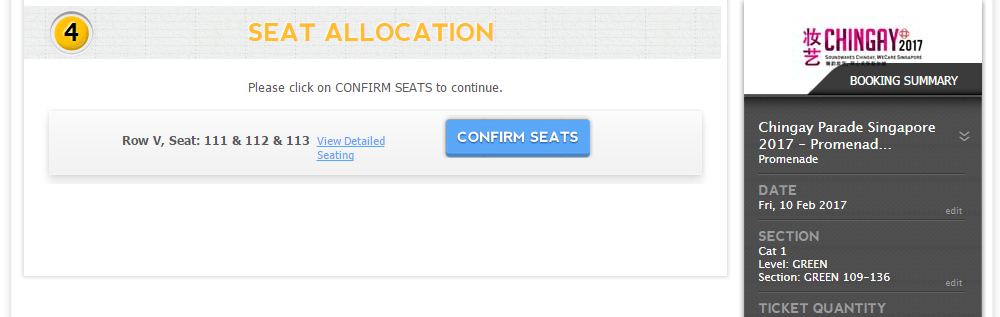 4
SEAT ALLOCATION
Please click on CONFIRM SEATS to continue.
Row V, Seat: 111 & 112 & 113
View Detailed
Seating
CONFIRM SEATS
妆艺 CHINGAY 2017
SOUNDWAVES CHINGAY, WECARE SINGAPORE
BOOKING SUMMARY
Chingay Parade Singapore
2017 - Promenad...
Promenade
DATE
Fri, 10 Feb 2017
edit
SECTION
Cat 1
Level: GREEN
Section: GREEN 109-136
edit
TICKET QUANTITY